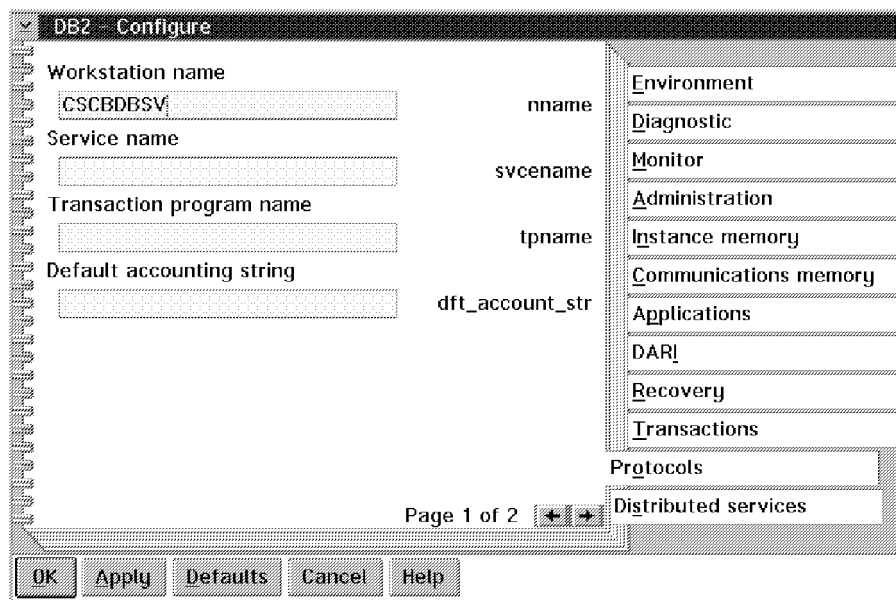 DB2 - Configure
Workstation name
CSCBDBSV
nname
Service name
svcename
Transaction program name
tpname
Default accounting string
dft_account_str
Page 1 of 2
Environment
Diagnostic
Monitor
Administration
Instance memory
Communications memory
Applications
DARI
Recovery
Transactions
Protocols
Distributed services
OK Apply Defaults Cancel Help